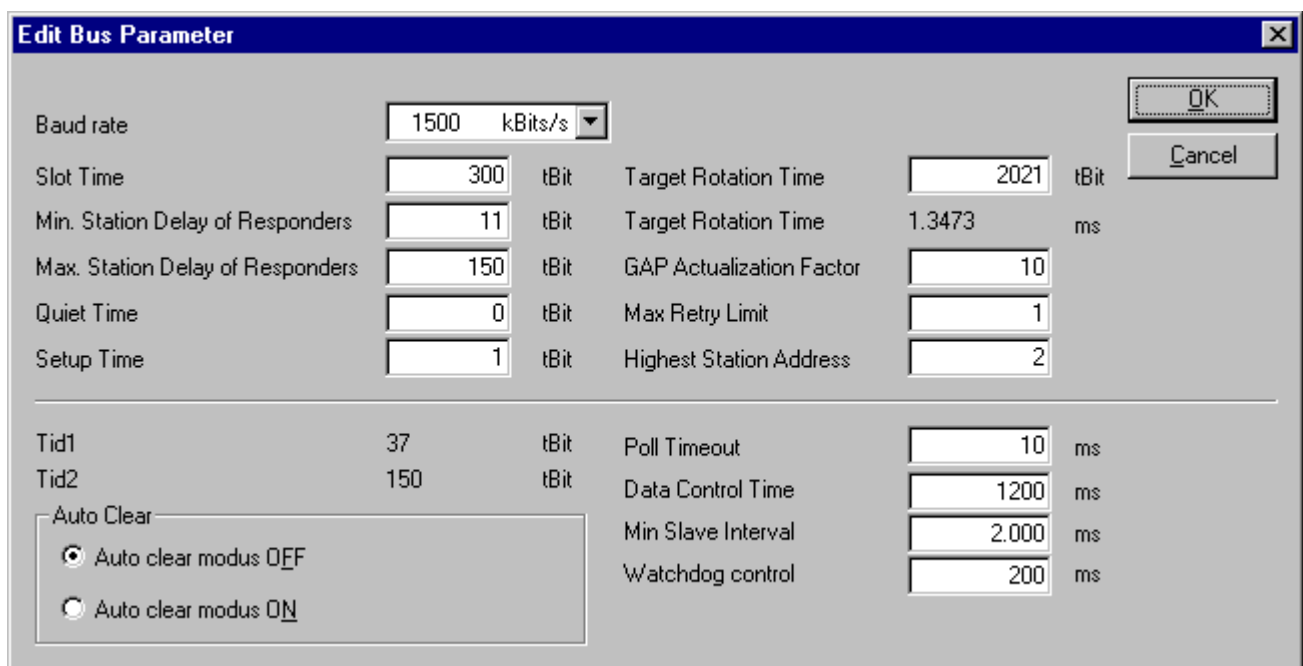 Edit Bus Parameter
OK
Baud rate 1500 kBits/s
Cancel
Slot Time 300 tBit Target Rotation Time 2021 tBit
Min. Station Delay of Responders 11 tBit Target Rotation Time 1.3473 ms
Max. Station Delay of Responders 150 tBit GAP Actualization Factor 10
Quiet Time 0 tBit Max Retry Limit 1
Setup Time 1 tBit Highest Station Address 2
Tid1 37 tBit Poll Timeout 10 ms
Tid2 150 tBit Data Control Time 1200 ms
Auto Clear
Min Slave Interval 2.000 ms
Auto clear modus OFF
Watchdog control 200 ms
Auto clear modus ON